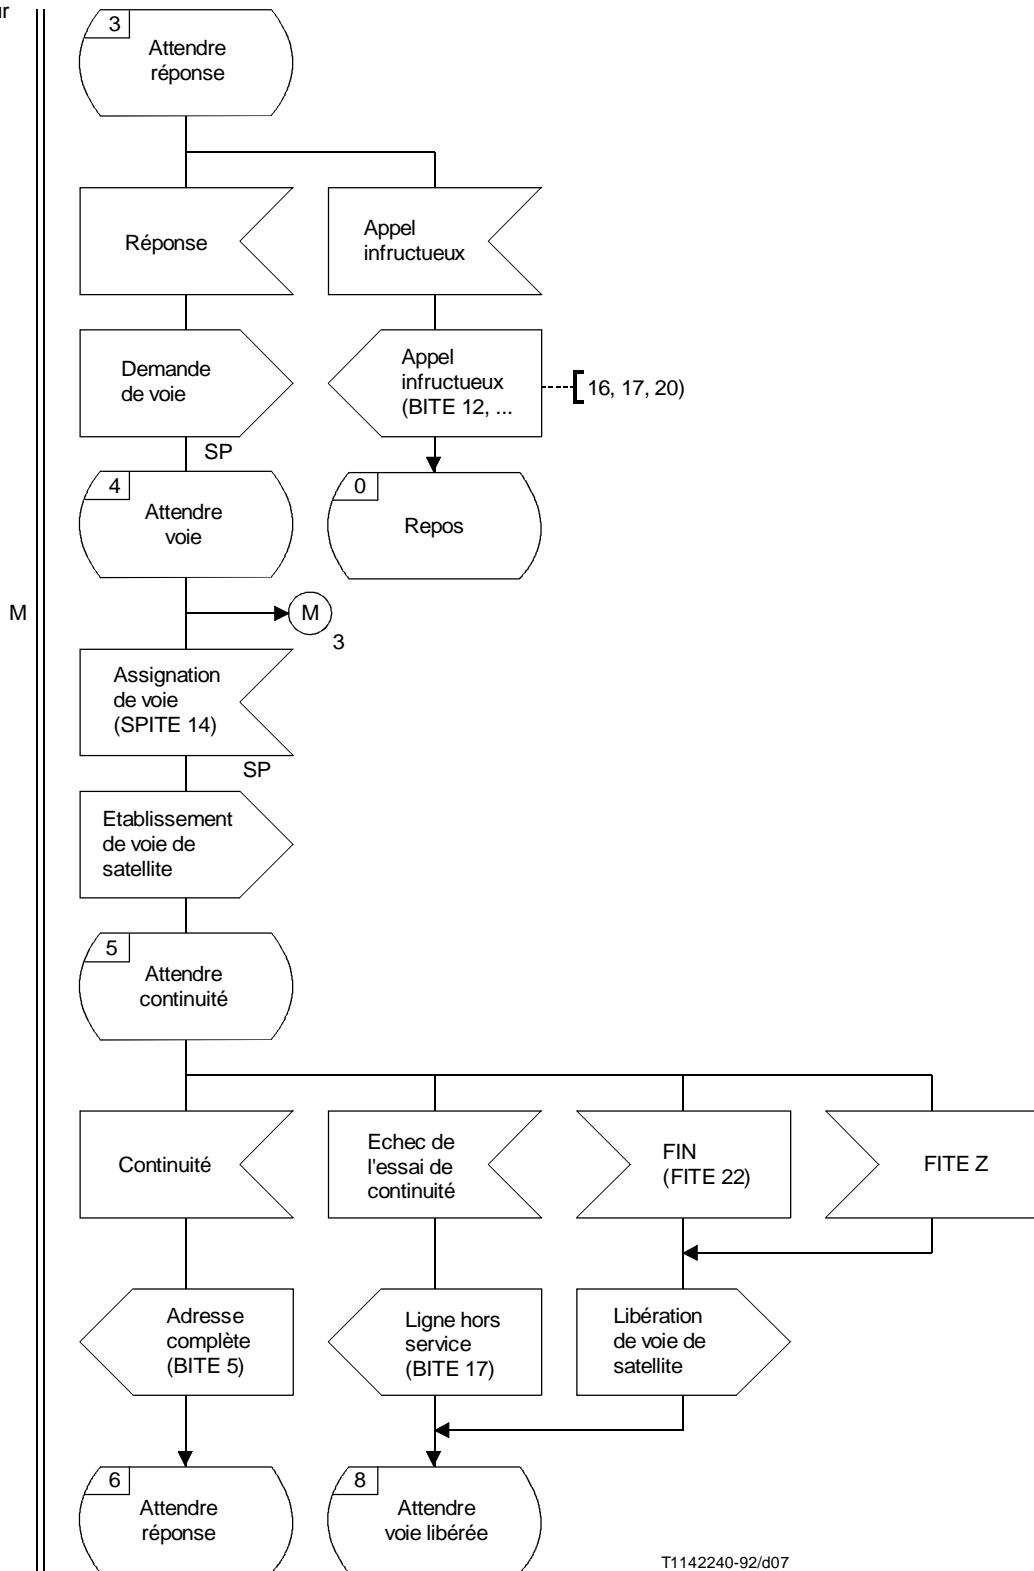 ur
3
Attendre
réponse
Réponse
Appel
infructueux
Demande
de voie
Appel
infructueux
(BITE 12, ...
16, 17, 20)
SP
4
Attendre
voie
0
Repos
M
M
3
Assignation
de voie
(SPITE 14)
SP
Etablissement
de voie de
satellite
5
Attendre
continuité
Continuité
Echec de
l'essai de
continuité
FIN
(FITE 22)
FITE Z
Adresse
complète
(BITE 5)
Ligne hors
service
(BITE 17)
Libération
de voie de
satellite
6
Attendre
réponse
8
Attendre
voie libérée
T1142240-92/d07